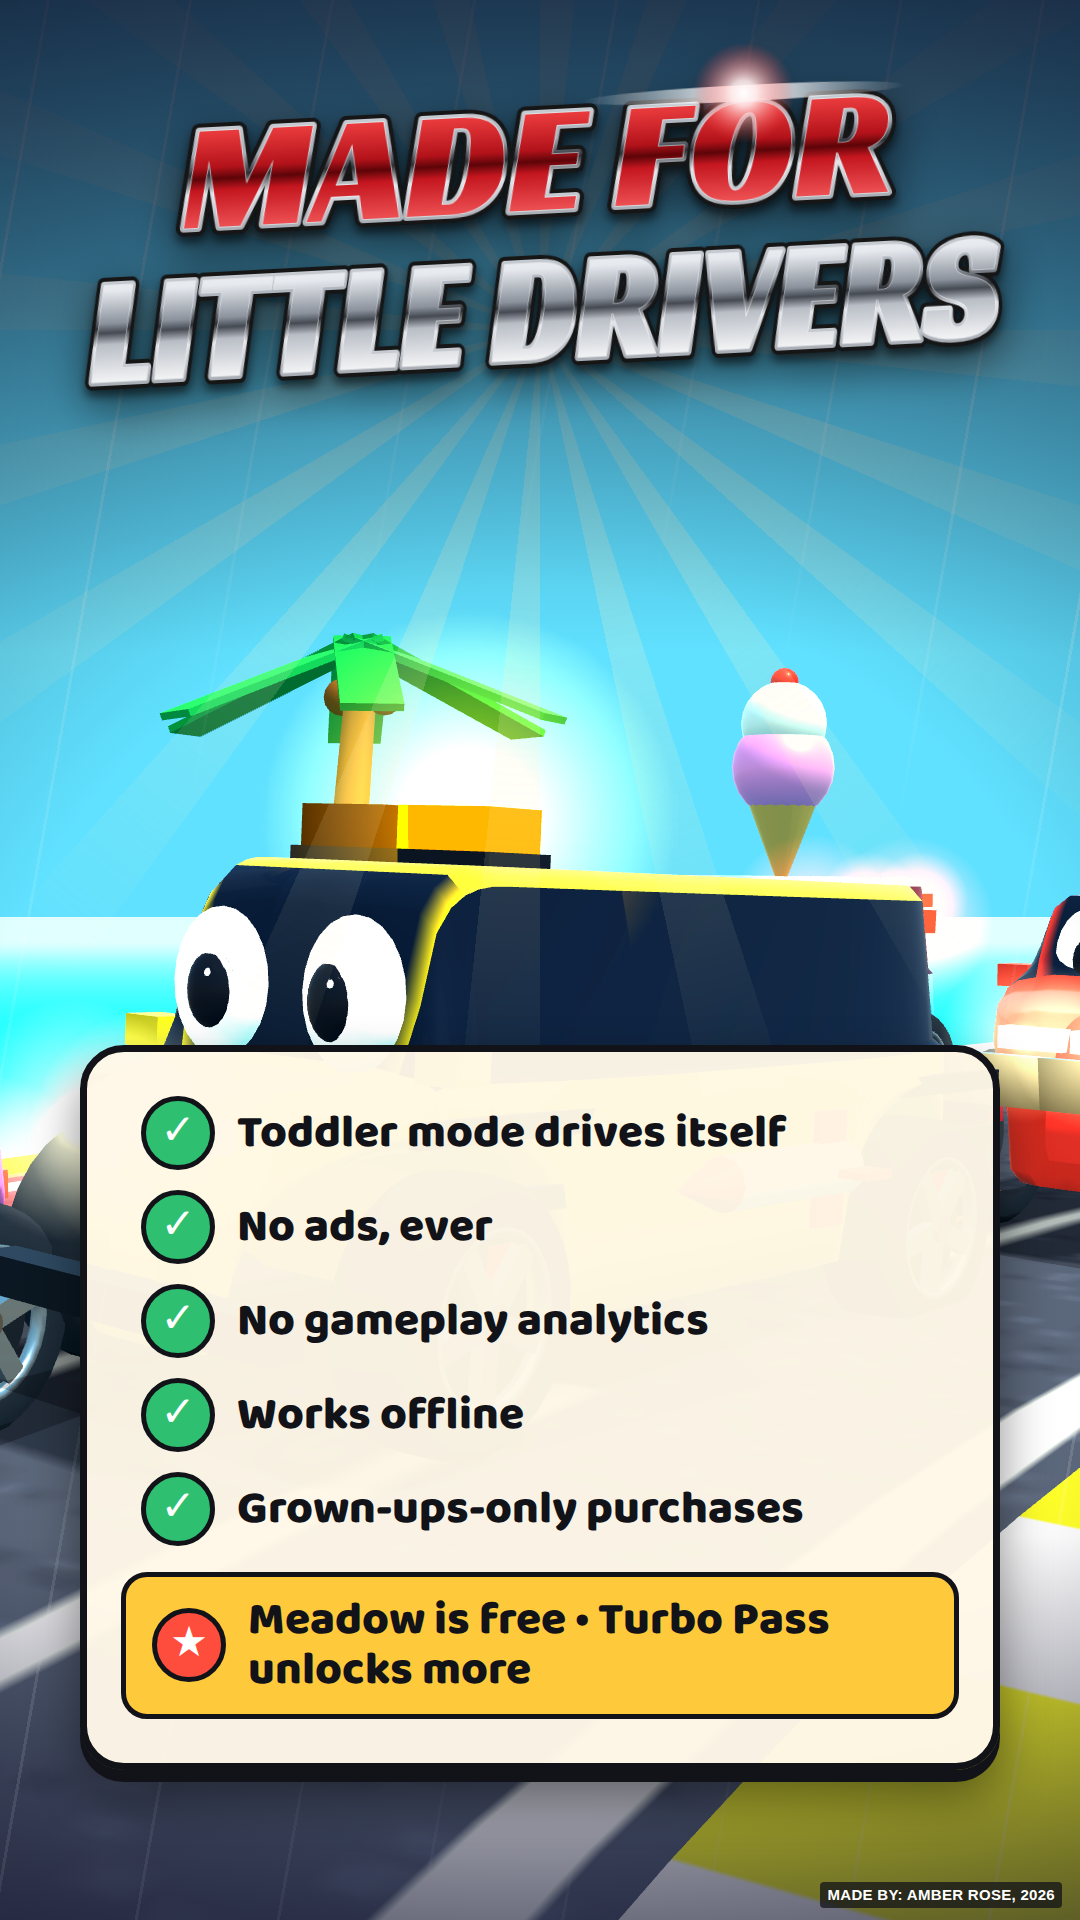 MADE FOR
LITTLE DRIVERS
✓ Toddler mode drives itself
✓ No ads, ever
✓ No gameplay analytics
✓ Works offline
✓ Grown-ups-only purchases
★ Meadow is free • Turbo Pass
unlocks more
MADE BY: AMBER ROSE, 2026